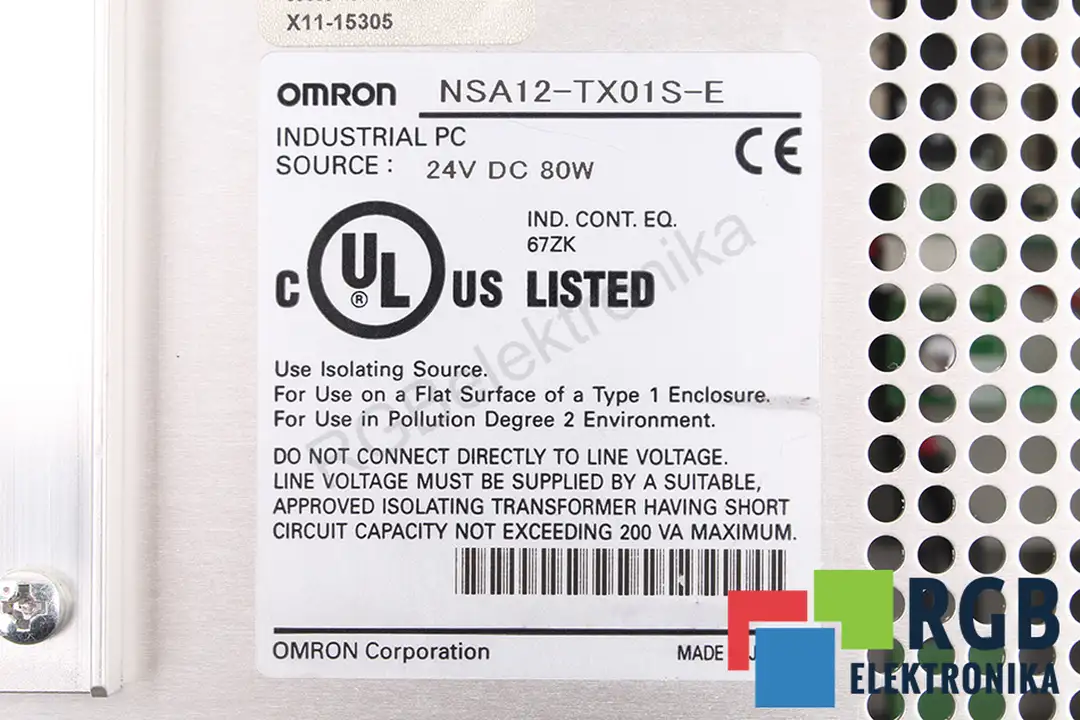 X11-15305
OMRON NSA12-TX01S-E
INDUSTRIAL PC
SOURCE : 24V DC 80W
CE
IND. CONT. EQ.
67ZK
C UL ® US LISTED
RGBelektronika
Use Isolating Source.
For Use on a Flat Surface of a Type 1 Enclosure.
For Use in Pollution Degree 2 Environment.
DO NOT CONNECT DIRECTLY TO LINE VOLTAGE.
LINE VOLTAGE MUST BE SUPPLIED BY A SUITABLE,
APPROVED ISOLATING TRANSFORMER HAVING SHORT
CIRCUIT CAPACITY NOT EXCEEDING 200 VA MAXIMUM.
OMRON Corporation MADE
RGB
ELEKTRONIKA